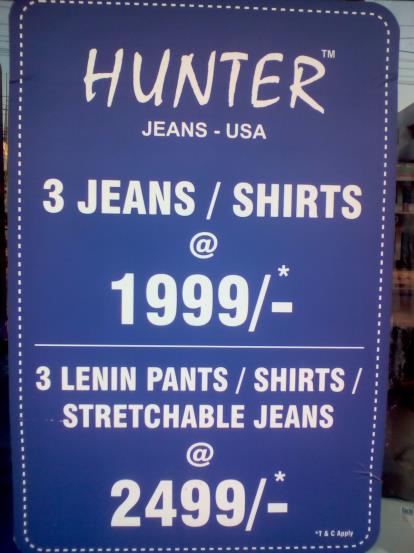 HUNTER™
JEANS - USA
3 JEANS / SHIRTS
@
1999/-*
3 LENIN PANTS / SHIRTS /
STRETCHABLE JEANS
@
2499/-*
*T & C Apply